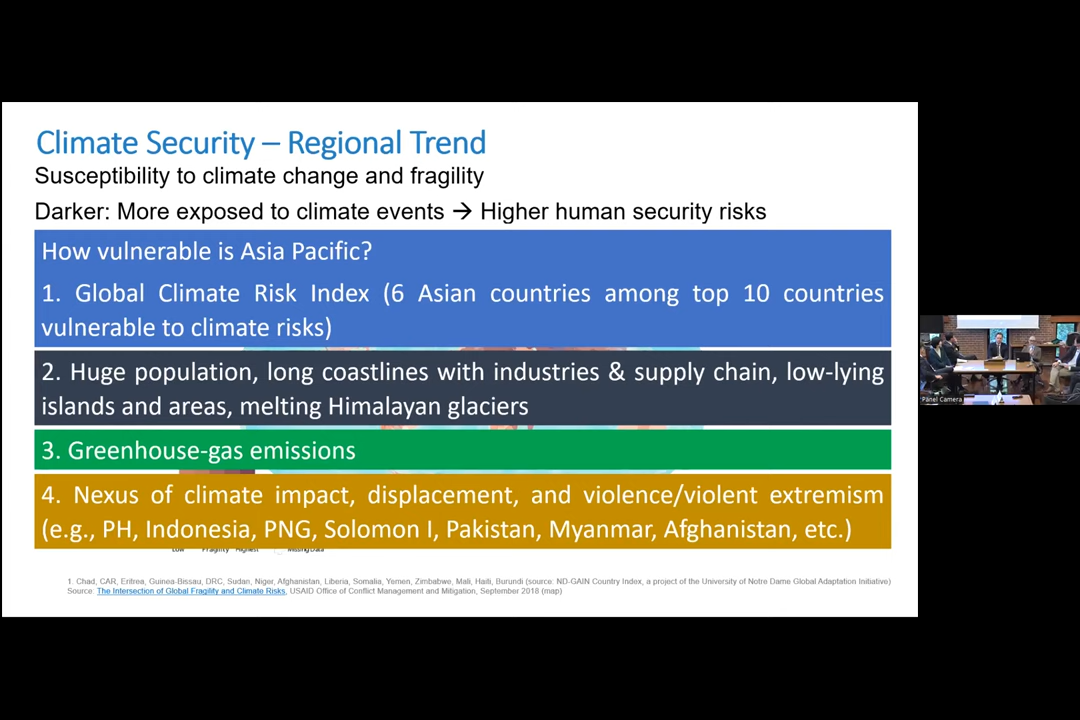 Climate Security – Regional Trend
Susceptibility to climate change and fragility
Darker: More exposed to climate events → Higher human security risks
How vulnerable is Asia Pacific?
1. Global Climate Risk Index (6 Asian countries among top 10 countries
vulnerable to climate risks)
2. Huge population, long coastlines with industries & supply chain, low-lying
islands and areas, melting Himalayan glaciers
3. Greenhouse-gas emissions
4. Nexus of climate impact, displacement, and violence/violent extremism
(e.g., PH, Indonesia, PNG, Solomon I, Pakistan, Myanmar, Afghanistan, etc.)
Low Fragility Highest Missing Data
1. Chad, CAR, Eritrea, Guinea-Bissau, DRC, Sudan, Niger, Afghanistan, Liberia, Somalia, Yemen, Zimbabwe, Mali, Haiti, Burundi (source: ND-GAIN Country Index, a project of the University of Notre Dame Global Adaptation Initiative)
Source: The Intersection of Global Fragility and Climate Risks, USAID Office of Conflict Management and Mitigation, September 2018 (map)
Panel Camera